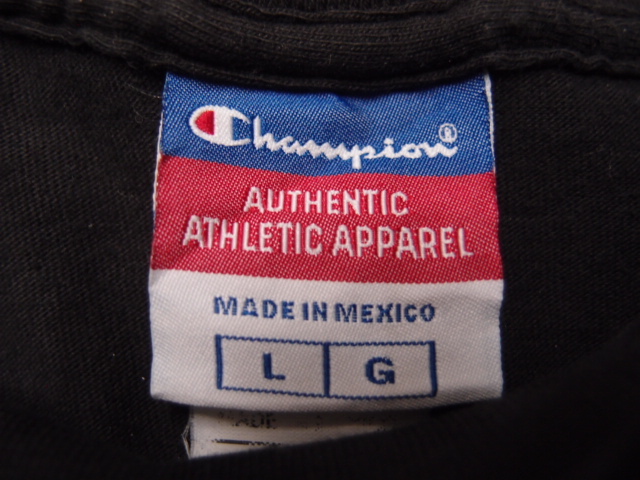 Champion®
AUTHENTIC
ATHLETIC APPAREL
MADE IN MEXICO
L G